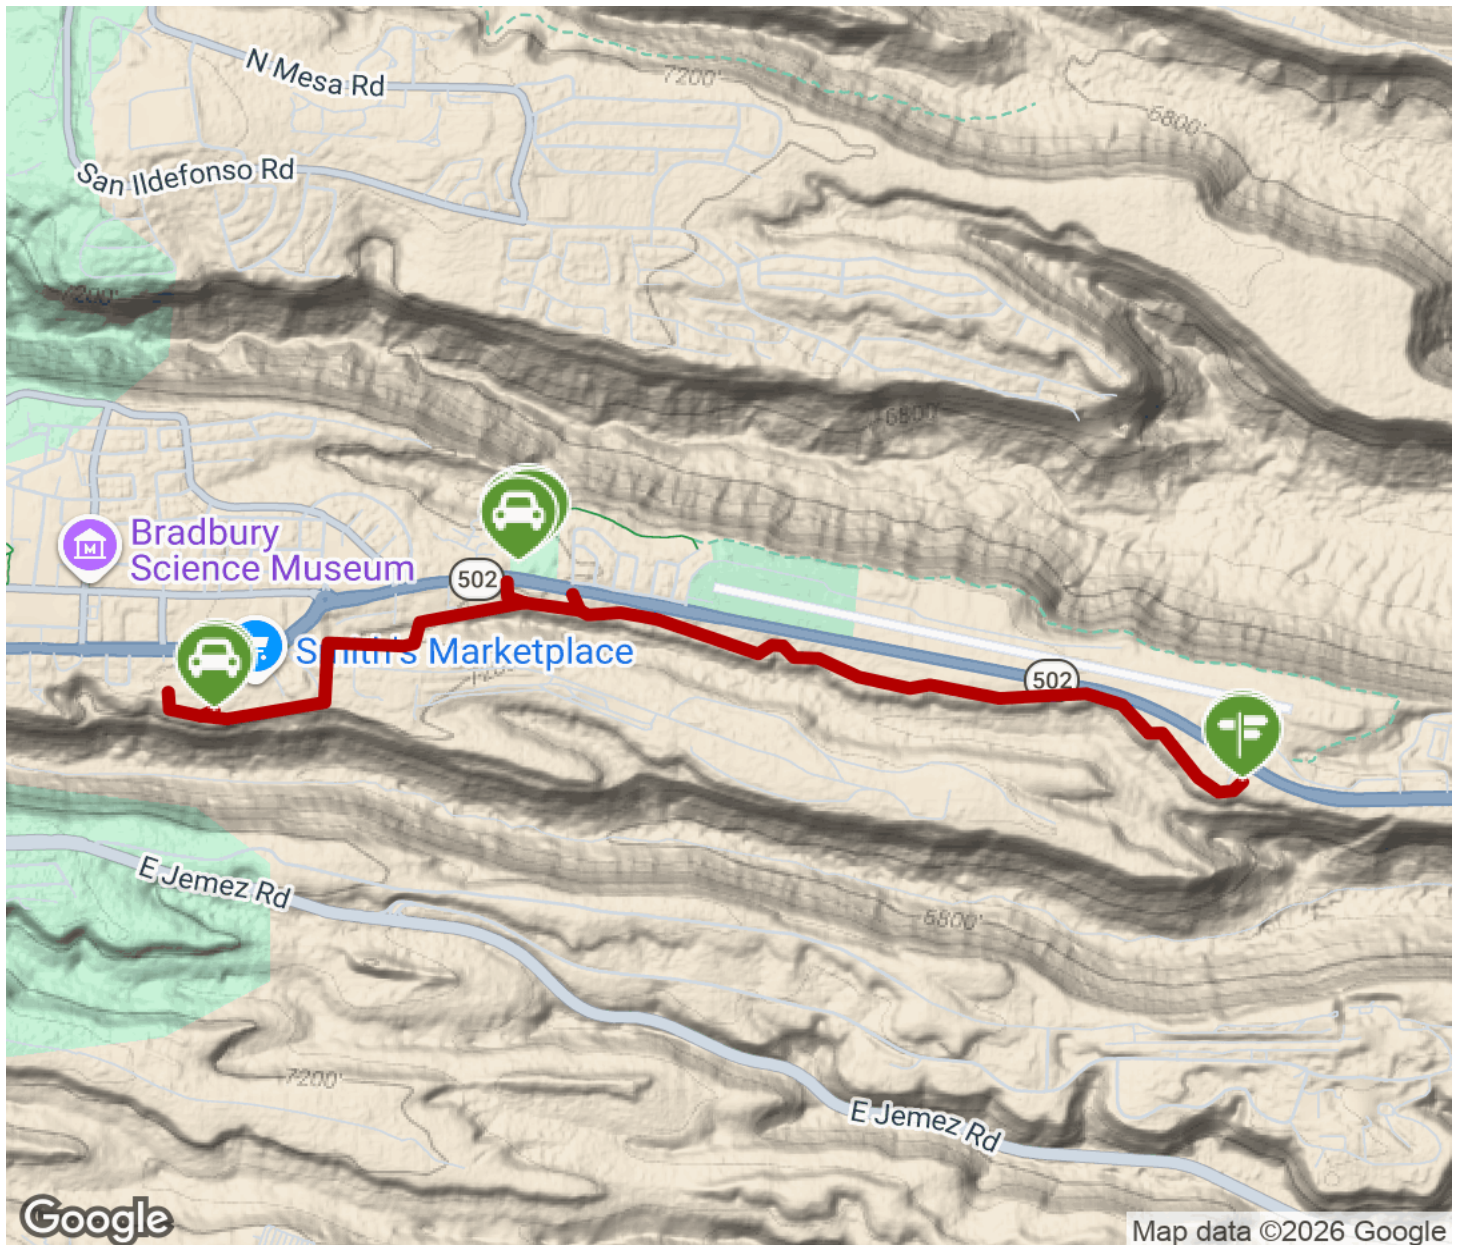 N Mesa Rd
7200'
6800'
San Ildefonso Rd
7200'
6800'
Bradbury
Science Museum
502
Smith's Marketplace
502
E Jemez Rd
6800'
7200'
E Jemez Rd
Google
Map data ©2026 Google